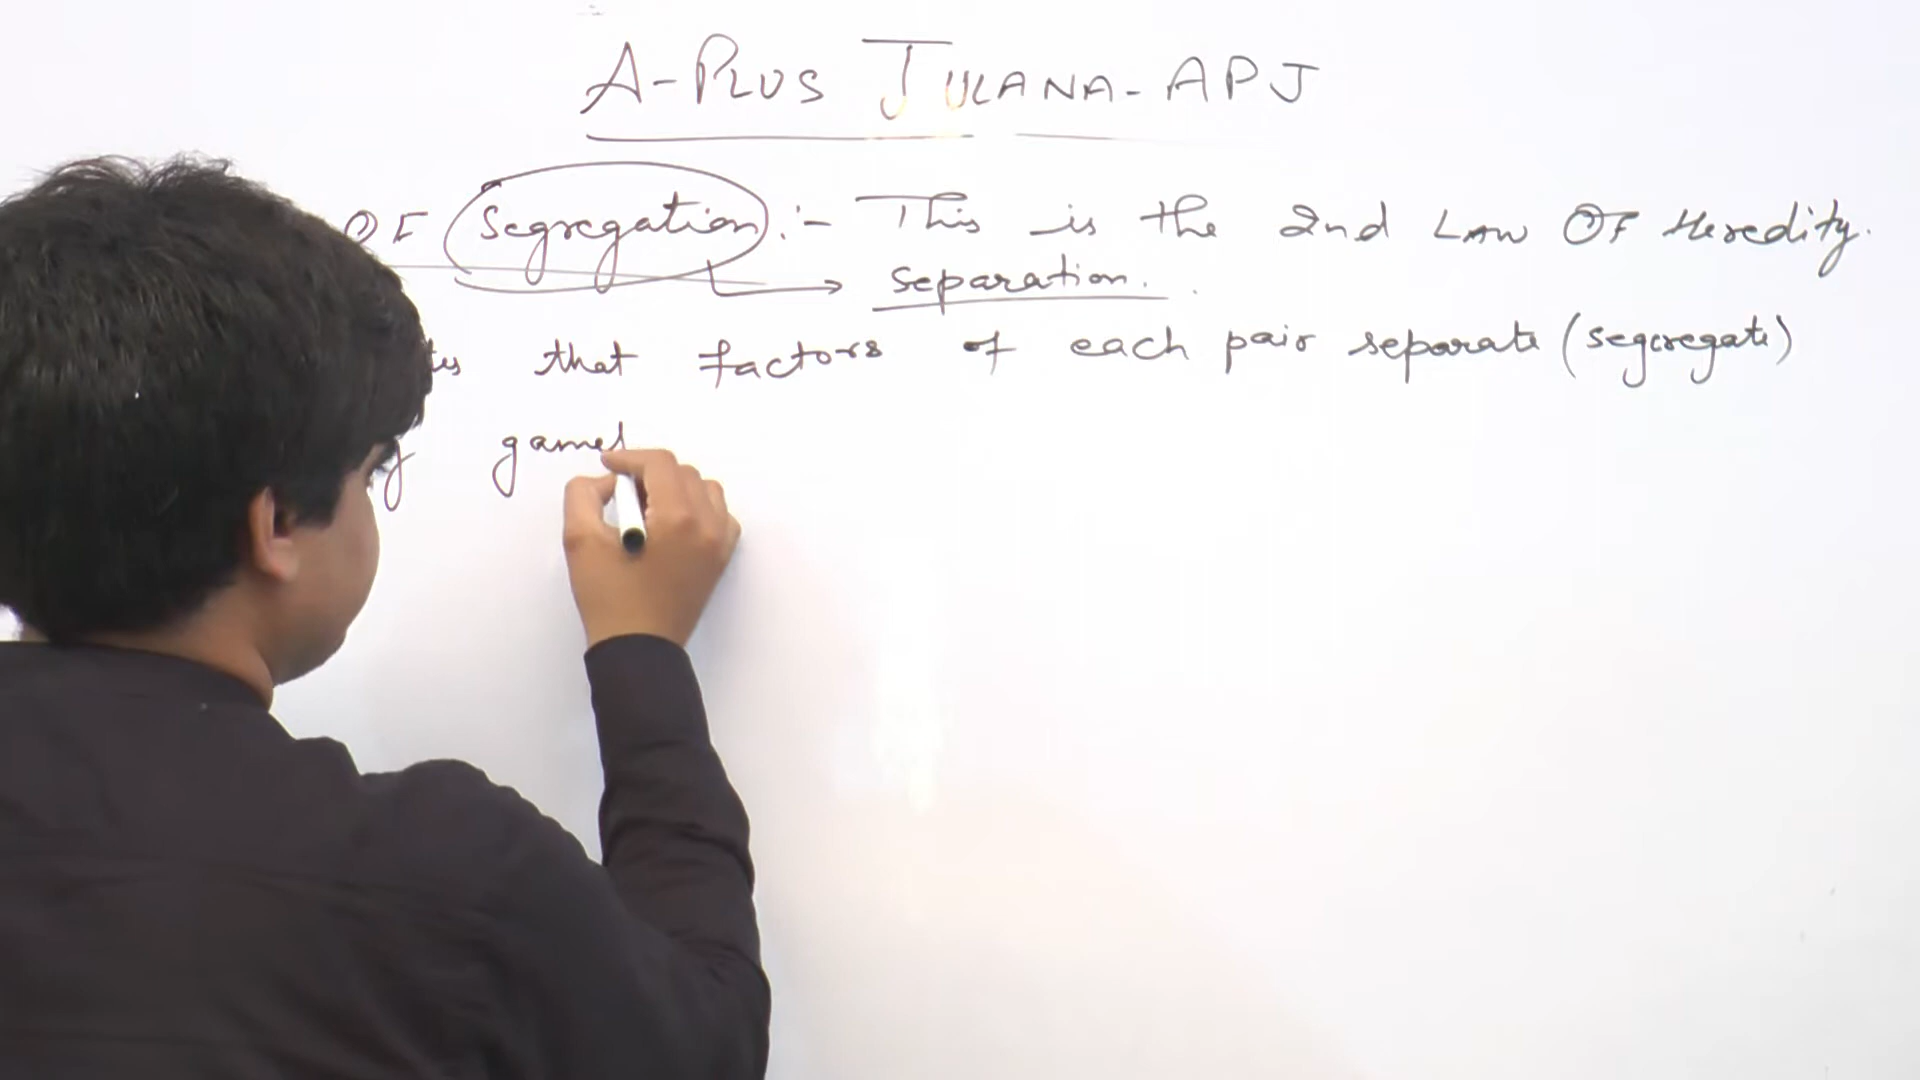 A-PLUS JULANA-APJ
OF Segregation :- This is the 2nd LAW OF Heredity.
separation.
that factors of each pair separate (segregate)